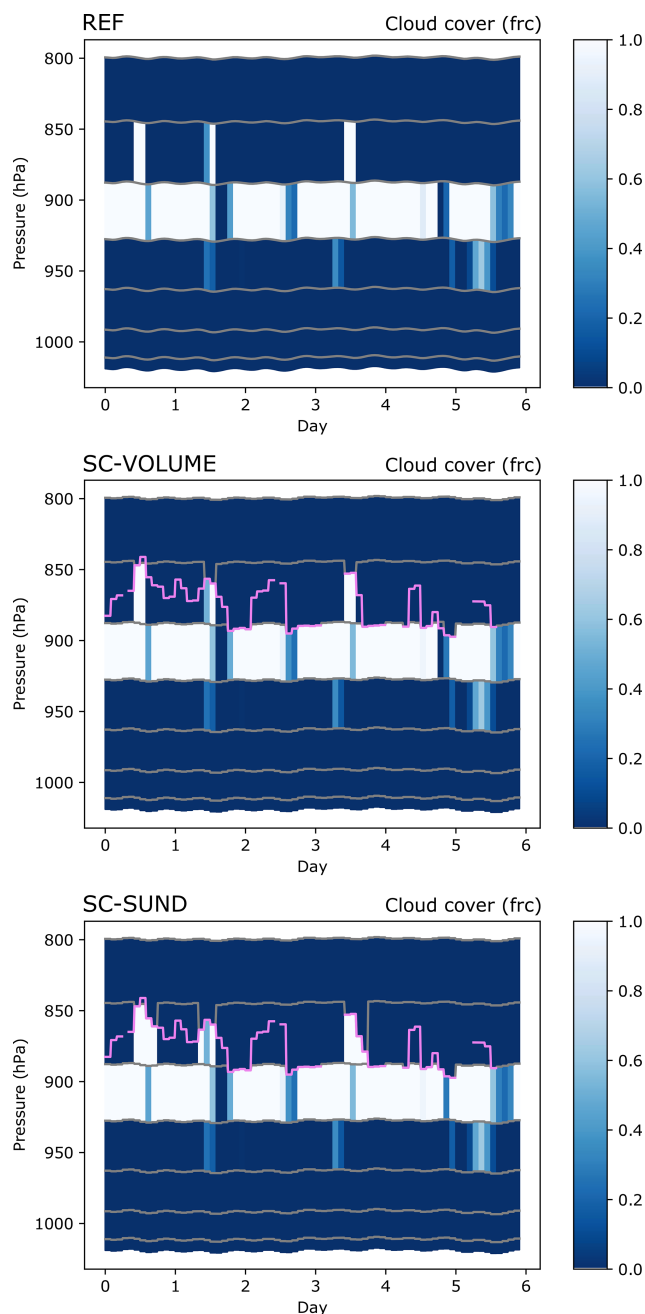 REF Cloud cover (frc)
800
850
900
950
1000
Pressure (hPa)
0 1 2 3 4 5 6
Day
1.0
0.8
0.6
0.4
0.2
0.0
SC-VOLUME Cloud cover (frc)
800
850
900
950
1000
Pressure (hPa)
0 1 2 3 4 5 6
Day
1.0
0.8
0.6
0.4
0.2
0.0
SC-SUND Cloud cover (frc)
800
850
900
950
1000
Pressure (hPa)
0 1 2 3 4 5 6
Day
1.0
0.8
0.6
0.4
0.2
0.0